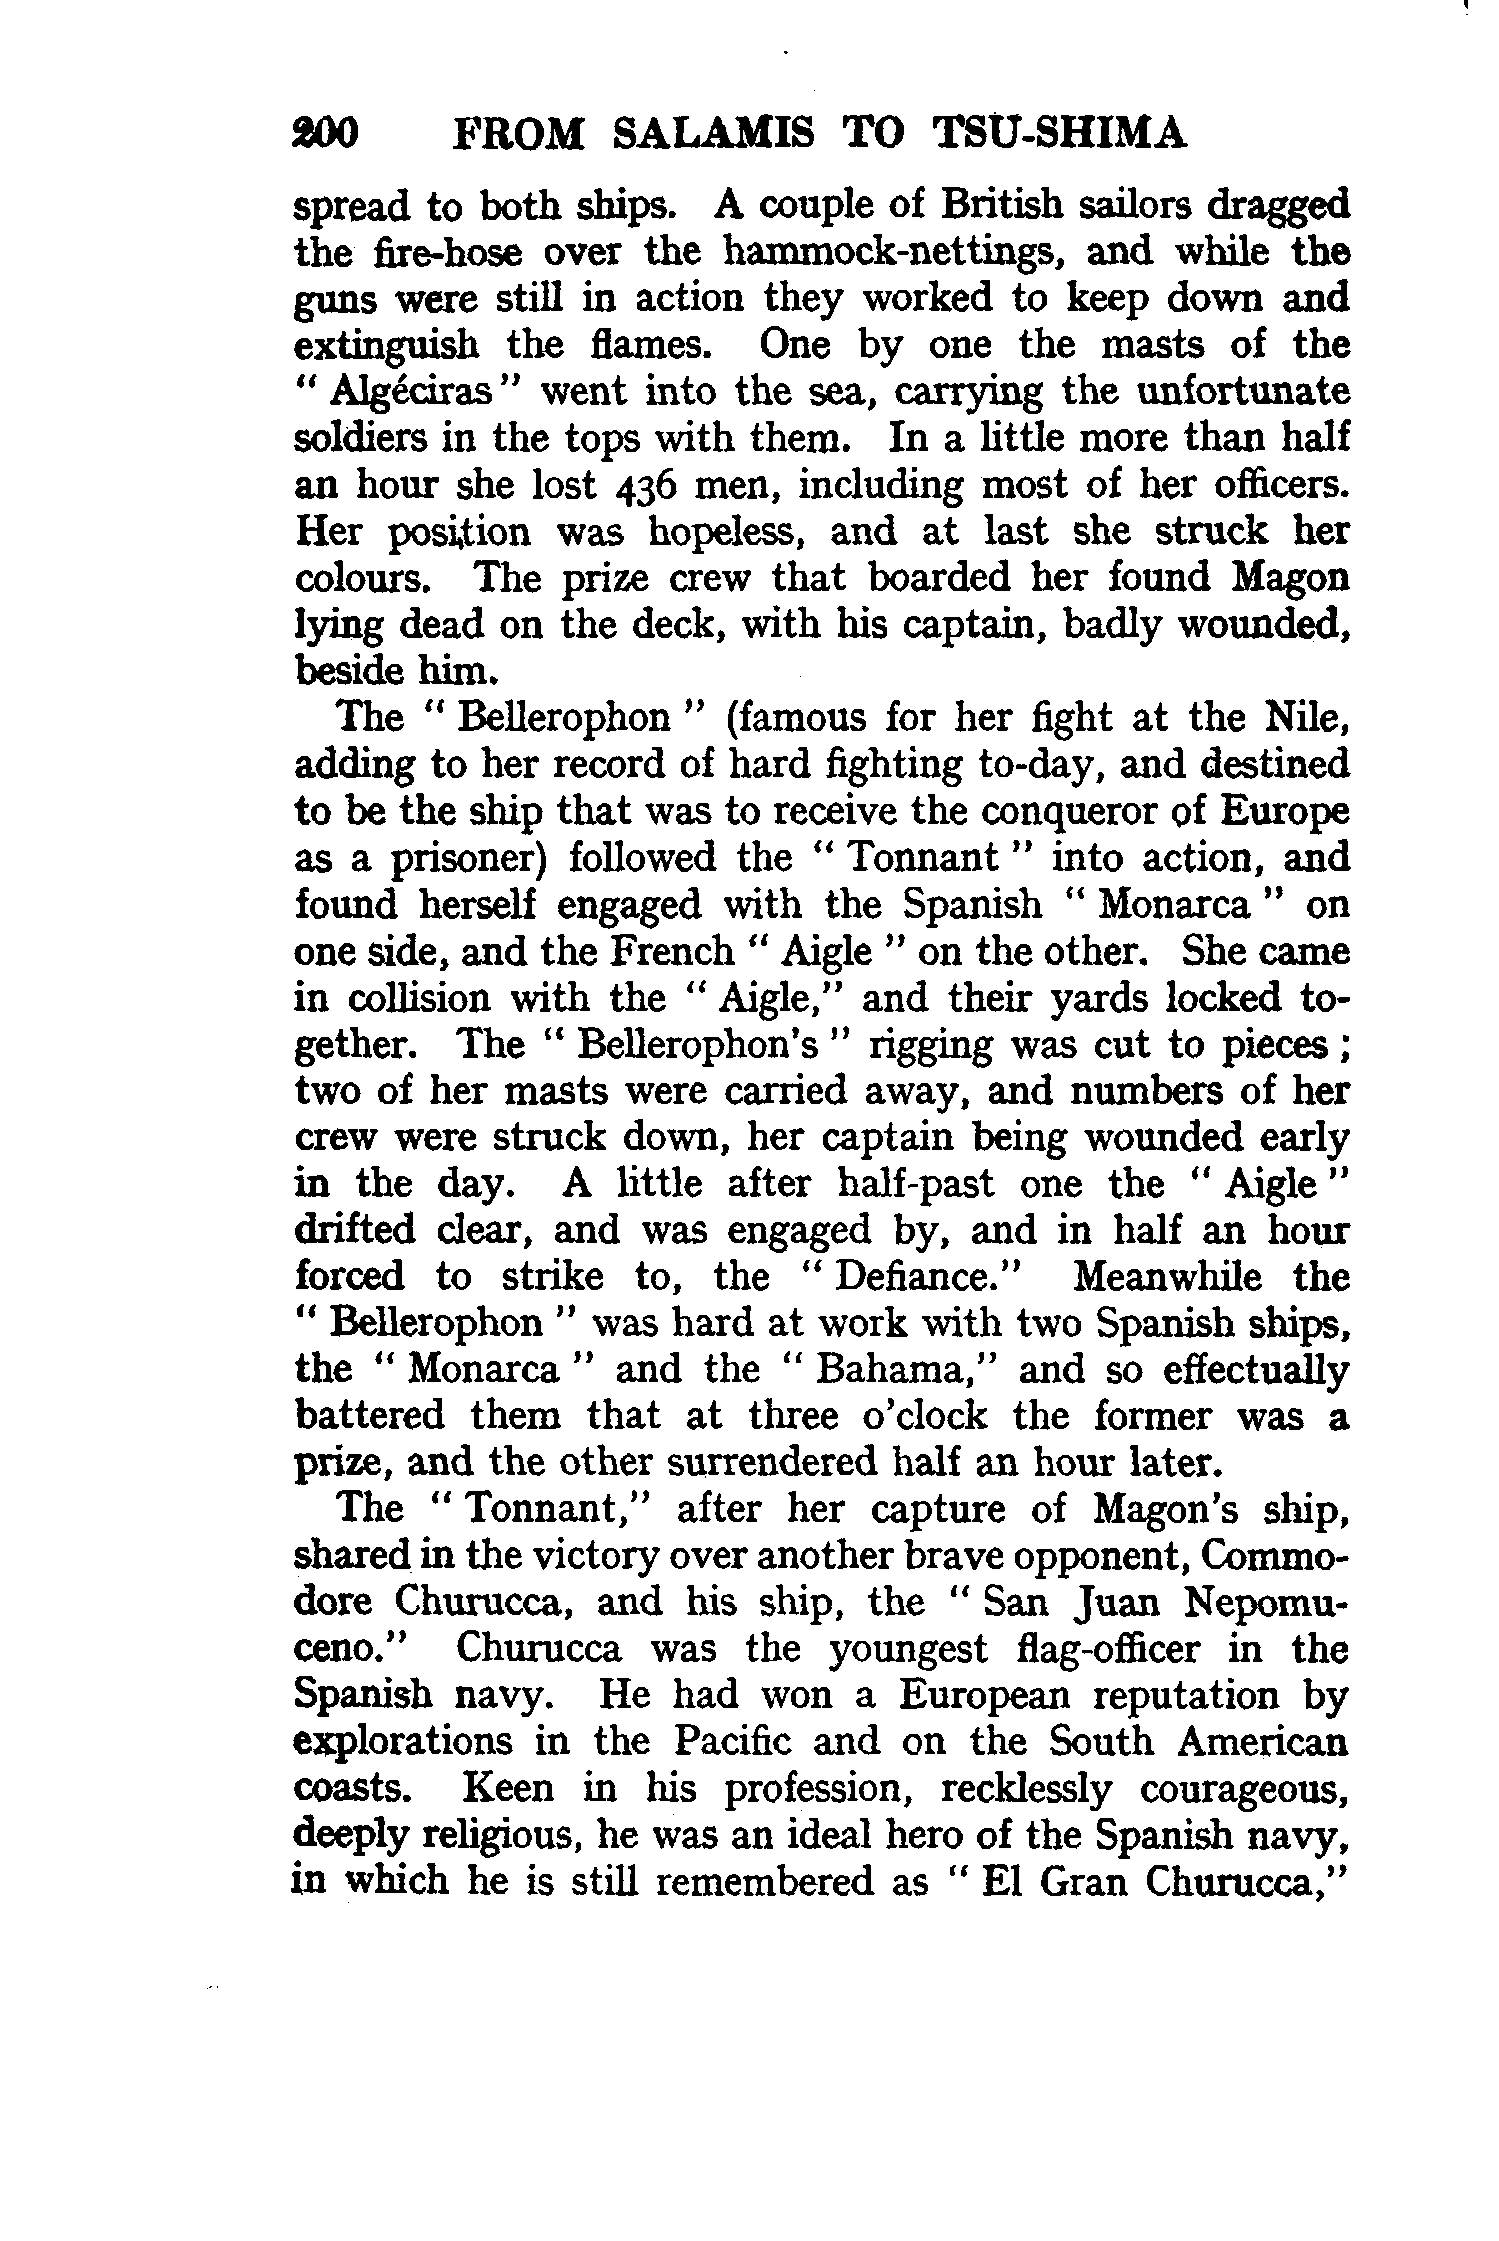 200 FROM SALAMIS TO TSU-SHIMA
spread to both ships. A couple of British sailors dragged
the fire-hose over the hammock-nettings, and while the
guns were still in action they worked to keep down and
extinguish the flames. One by one the masts of the
" Algéciras " went into the sea, carrying the unfortunate
soldiers in the tops with them. In a little more than half
an hour she lost 436 men, including most of her officers.
Her position was hopeless, and at last she struck her
colours. The prize crew that boarded her found Magon
lying dead on the deck, with his captain, badly wounded,
beside him.
The " Bellerophon " (famous for her fight at the Nile,
adding to her record of hard fighting to-day, and destined
to be the ship that was to receive the conqueror of Europe
as a prisoner) followed the " Tonnant " into action, and
found herself engaged with the Spanish " Monarca " on
one side, and the French " Aigle " on the other. She came
in collision with the " Aigle," and their yards locked to-
gether. The " Bellerophon's " rigging was cut to pieces ;
two of her masts were carried away, and numbers of her
crew were struck down, her captain being wounded early
in the day. A little after half-past one the " Aigle "
drifted clear, and was engaged by, and in half an hour
forced to strike to, the " Defiance." Meanwhile the
" Bellerophon " was hard at work with two Spanish ships,
the " Monarca " and the " Bahama," and so effectually
battered them that at three o'clock the former was a
prize, and the other surrendered half an hour later.
The " Tonnant," after her capture of Magon's ship,
shared in the victory over another brave opponent, Commo-
dore Churucca, and his ship, the " San Juan Nepomu-
ceno." Churucca was the youngest flag-officer in the
Spanish navy. He had won a European reputation by
explorations in the Pacific and on the South American
coasts. Keen in his profession, recklessly courageous,
deeply religious, he was an ideal hero of the Spanish navy,
in which he is still remembered as " El Gran Churucca,"